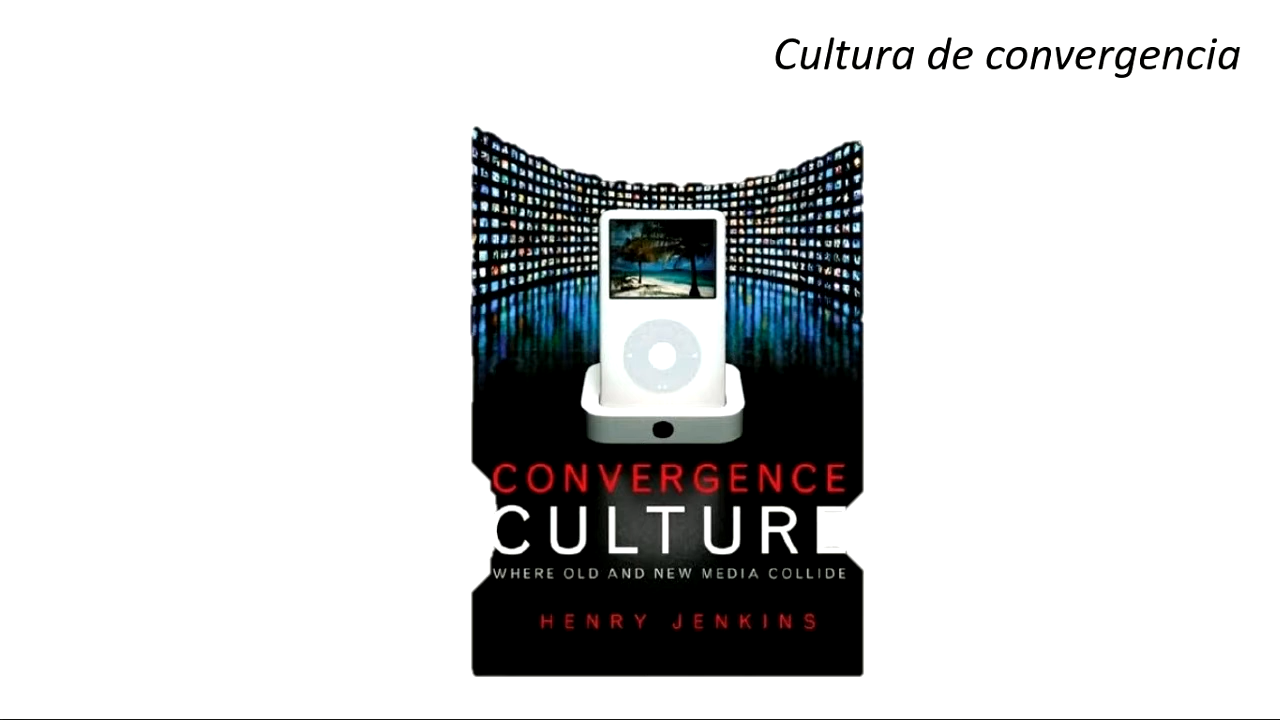 Cultura de convergencia
CONVERGENCE
CULTURE
WHERE OLD AND NEW MEDIA COLLIDE
HENRY JENKINS